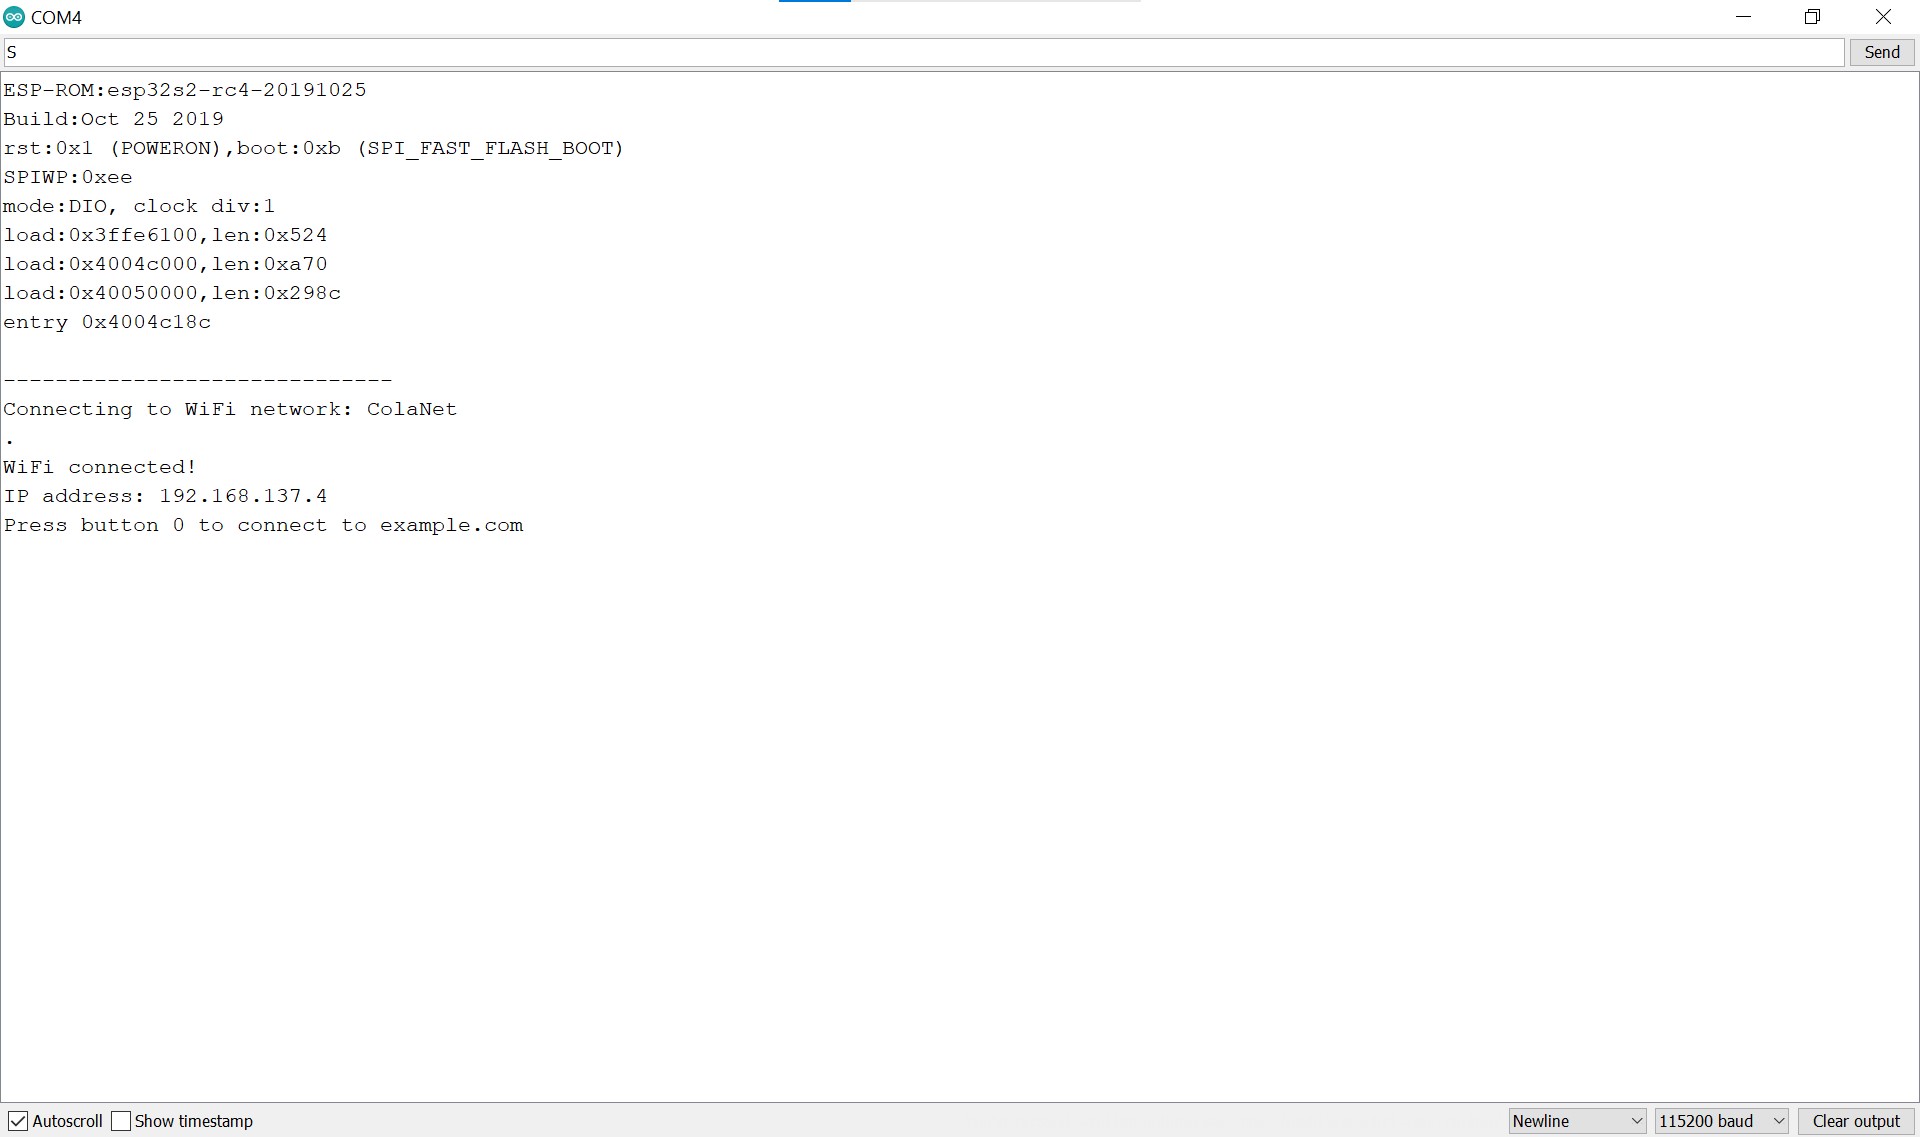 COM4
S
Send
ESP-ROM:esp32s2-rc4-20191025
Build:Oct 25 2019
rst:0x1 (POWERON),boot:0xb (SPI_FAST_FLASH_BOOT)
SPIWP:0xee
mode:DIO, clock div:1
load:0x3ffe6100,len:0x524
load:0x4004c000,len:0xa70
load:0x40050000,len:0x298c
entry 0x4004c18c
------------------------------
Connecting to WiFi network: ColaNet
.
WiFi connected!
IP address: 192.168.137.4
Press button 0 to connect to example.com
Autoscroll Show timestamp Newline 115200 baud Clear output